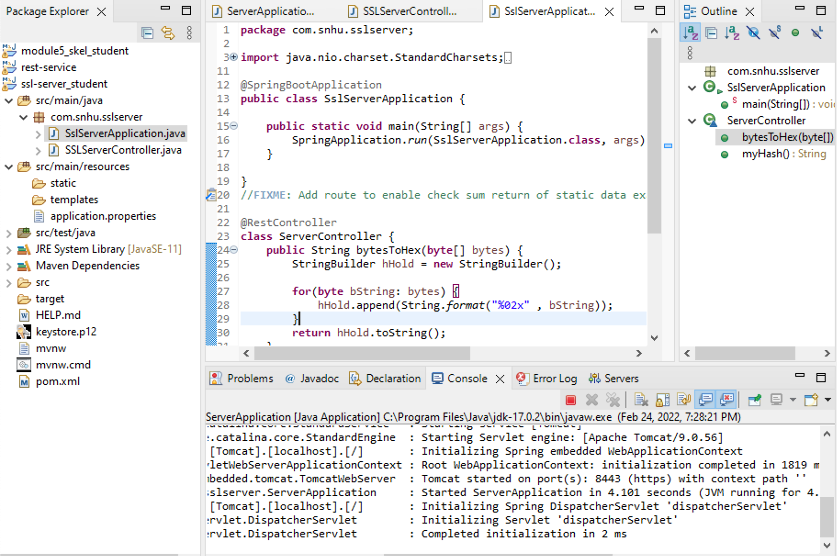 Package Explorer
module5_skel_student
rest-service
ssl-server_student
src/main/java
com.snhu.sslserver
SslServerApplication.java
SSLServerController.java
src/main/resources
static
templates
application.properties
src/test/java
JRE System Library [JavaSE-11]
Maven Dependencies
src
target
HELP.md
keystore.p12
mvnw
mvnw.cmd
pom.xml
ServerApplicatio... SSLServerControll... SslServerApplicat...
1 package com.snhu.sslserver;
2
3 import java.nio.charset.StandardCharsets;
11
12 @SpringBootApplication
13 public class SslServerApplication {
14
15 public static void main(String[] args) {
16 SpringApplication.run(SslServerApplication.class, args)
17 }
18
19 }
20 //FIXME: Add route to enable check sum return of static data ex
21
22 @RestController
23 class ServerController {
24 public String bytesToHex(byte[] bytes) {
25 StringBuilder hHold = new StringBuilder();
26
27 for(byte bString: bytes) {
28 hHold.append(String.format("%02x" , bString));
29 }
30 return hHold.toString();
Outline
com.snhu.sslserver
SslServerApplication
main(String[]) : void
ServerController
bytesToHex(byte[])
myHash() : String
Problems @ Javadoc Declaration Console Error Log Servers
ServerApplication [Java Application] C:\Program Files\Java\jdk-17.0.2\bin\javaw.exe (Feb 24, 2022, 7:28:21 PM)
e.catalina.core.StandardEngine : Starting Servlet engine: [Apache Tomcat/9.0.56]
[Tomcat].[localhost].[/] : Initializing Spring embedded WebApplicationContext
vletWebServerApplicationContext : Root WebApplicationContext: initialization completed in 1819 m
mbedded.tomcat.TomcatWebServer : Tomcat started on port(s): 8443 (https) with context path ''
sslserver.ServerApplication : Started ServerApplication in 4.101 seconds (JVM running for 4.
[Tomcat].[localhost].[/] : Initializing Spring DispatcherServlet 'dispatcherServlet'
ervlet.DispatcherServlet : Initializing Servlet 'dispatcherServlet'
ervlet.DispatcherServlet : Completed initialization in 2 ms